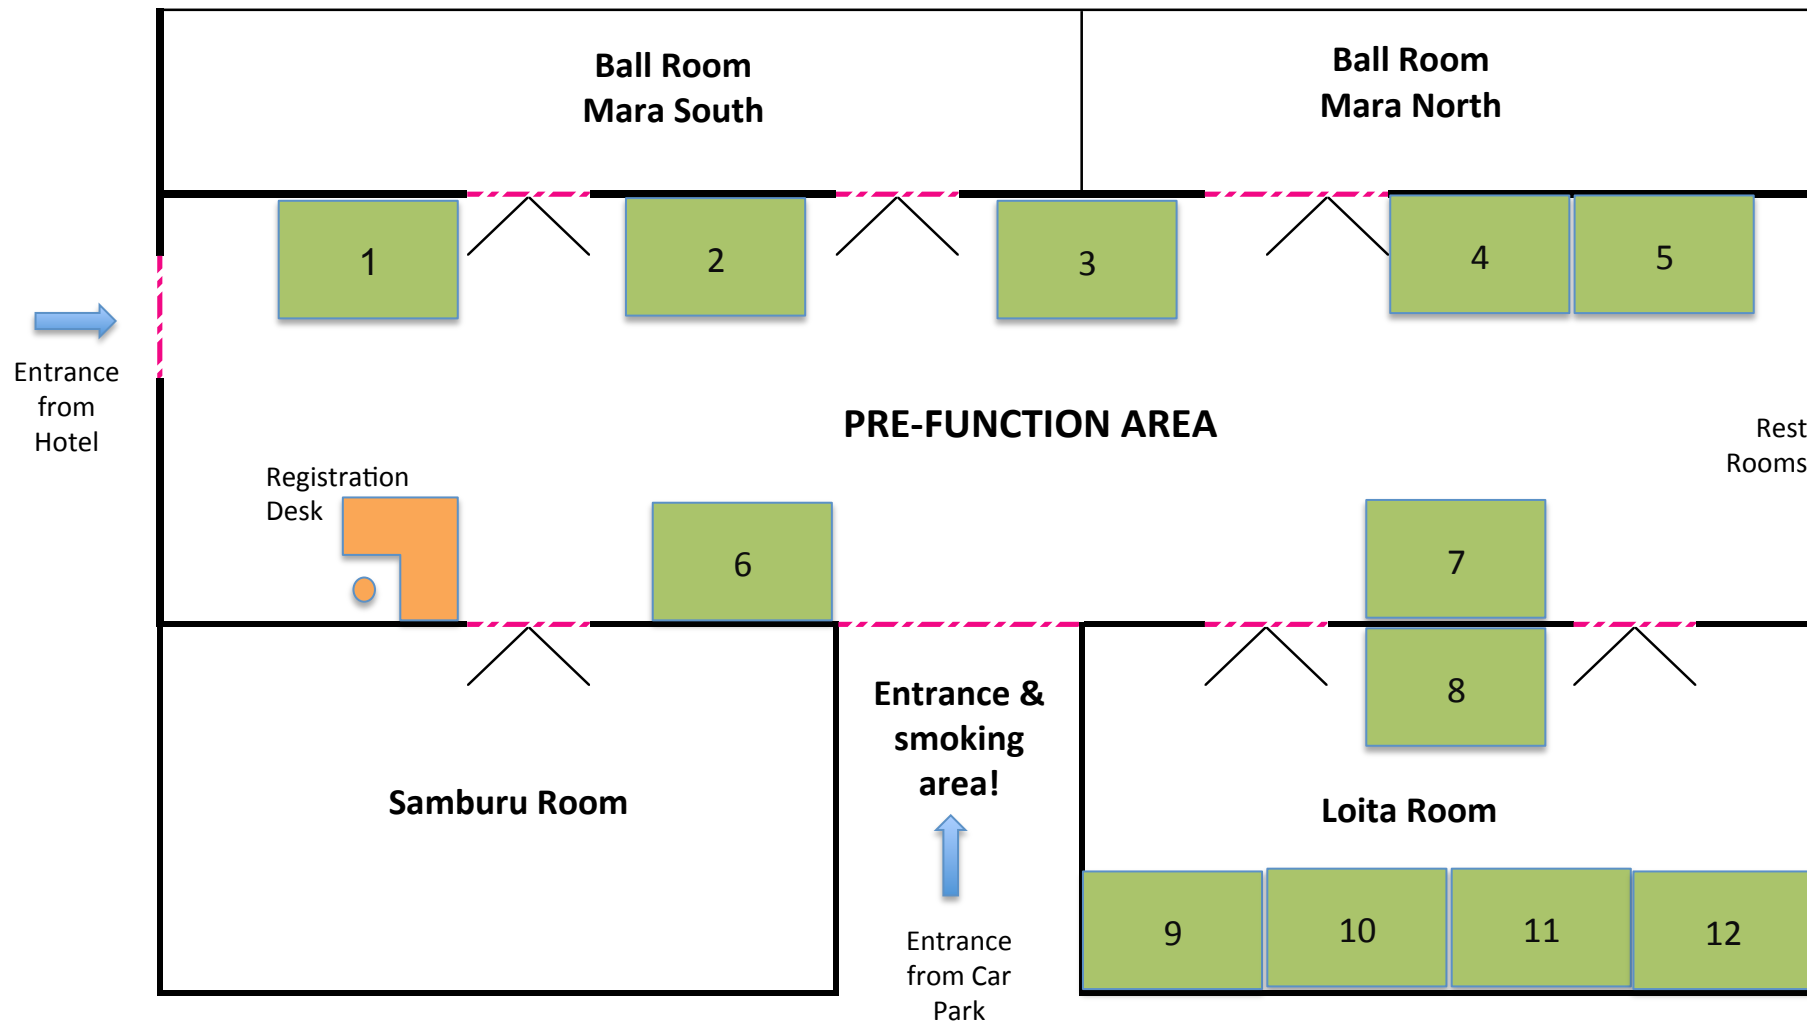 Ball Room
Mara South
Ball Room
Mara North
1
2
3
4
5
Entrance
from
Hotel
PRE-FUNCTION AREA
Rest
Rooms
Registration
Desk
6
7
8
Entrance &
smoking
area!
Samburu Room
Loita Room
9
10
11
12
Entrance
from Car
Park